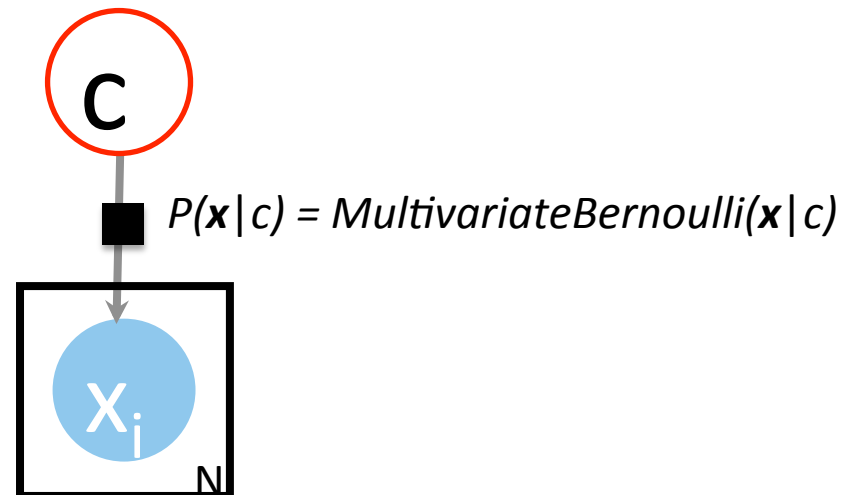 c
P(x|c) = MultivariateBernoulli(x|c)
xi
N